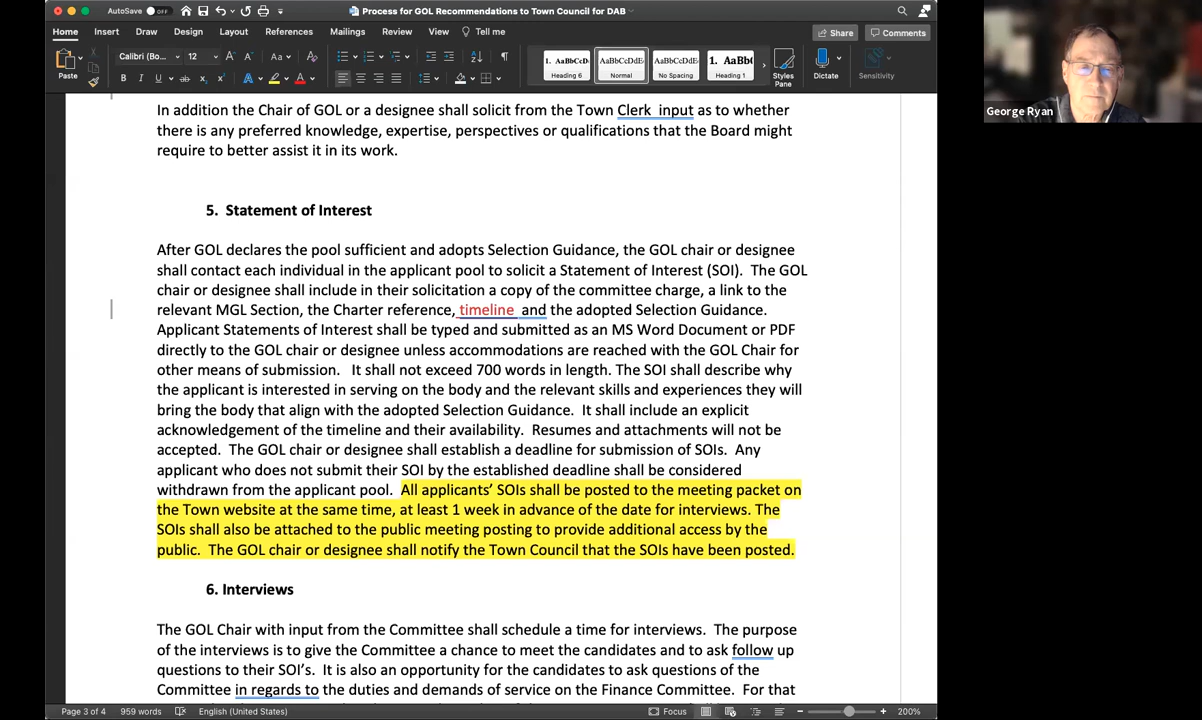 AutoSave OFF
Process for GOL Recommendations to Town Council for DAB
Home Insert Draw Design Layout References Mailings Review View Tell me
Share Comments
Paste
Calibri (Bo... 12
AaBbCcDc AaBbCcDdEe AaBbCcDdEe AaBbC
Heading 6 Normal No Spacing Heading 1
Styles Pane
Dictate
Sensitivity
In addition the Chair of GOL or a designee shall solicit from the Town Clerk input as to whether
there is any preferred knowledge, expertise, perspectives or qualifications that the Board might
require to better assist it in its work.
5. Statement of Interest
After GOL declares the pool sufficient and adopts Selection Guidance, the GOL chair or designee
shall contact each individual in the applicant pool to solicit a Statement of Interest (SOI). The GOL
chair or designee shall include in their solicitation a copy of the committee charge, a link to the
relevant MGL Section, the Charter reference, timeline and the adopted Selection Guidance.
Applicant Statements of Interest shall be typed and submitted as an MS Word Document or PDF
directly to the GOL chair or designee unless accommodations are reached with the GOL Chair for
other means of submission. It shall not exceed 700 words in length. The SOI shall describe why
the applicant is interested in serving on the body and the relevant skills and experiences they will
bring the body that align with the adopted Selection Guidance. It shall include an explicit
acknowledgement of the timeline and their availability. Resumes and attachments will not be
accepted. The GOL chair or designee shall establish a deadline for submission of SOIs. Any
applicant who does not submit their SOI by the established deadline shall be considered
withdrawn from the applicant pool. All applicants’ SOIs shall be posted to the meeting packet on
the Town website at the same time, at least 1 week in advance of the date for interviews. The
SOIs shall also be attached to the public meeting posting to provide additional access by the
public. The GOL chair or designee shall notify the Town Council that the SOIs have been posted.
6. Interviews
The GOL Chair with input from the Committee shall schedule a time for interviews. The purpose
of the interviews is to give the Committee a chance to meet the candidates and to ask follow up
questions to their SOI’s. It is also an opportunity for the candidates to ask questions of the
Committee in regards to the duties and demands of service on the Finance Committee. For that
Page 3 of 4 959 words English (United States) Focus 200%
George Ryan